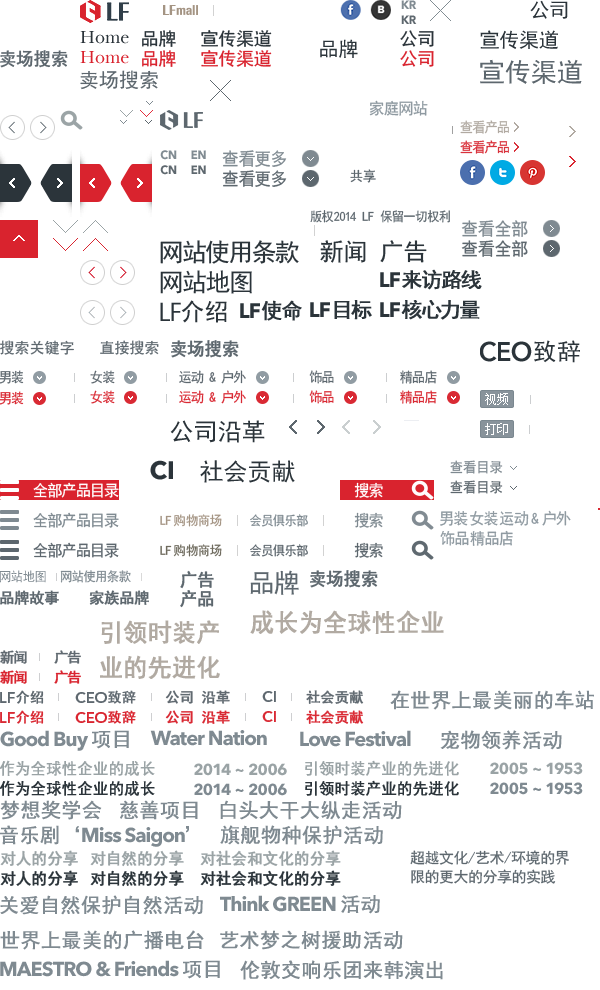 LF LFmall KR 公司
KR
Home 品牌 宣传渠道 品牌 公司 宣传渠道
卖场搜索 Home 品牌 宣传渠道 公司 宣传渠道
卖场搜索
LF 家庭网站
查看产品
CN EN 查看更多 查看产品
CN EN 查看更多 共享
版权2014 LF 保留一切权利
查看全部
网站使用条款 新闻 广告 查看全部
网站地图 LF来访路线
LF介绍 LF使命 LF目标 LF核心力量
搜索关键字 直接搜索 卖场搜索 CEO致辞
男装 女装 运动 & 户外 饰品 精品店
男装 女装 运动 & 户外 饰品 精品店 视频
公司沿革 打印
CI 社会贡献 查看目录
全部产品目录 搜索 查看目录
全部产品目录 LF 购物商场 会员俱乐部 搜索 男装 女装 运动 & 户外
全部产品目录 LF 购物商场 会员俱乐部 搜索 饰品 精品店
网站地图 网站使用条款 广告 品牌 卖场搜索
品牌故事 家族品牌 产品
引领时装产 成长为全球性企业
新闻 广告 业的先进化
新闻 广告
LF介绍 CEO致辞 公司 沿革 CI 社会贡献 在世界上最美丽的车站
LF介绍 CEO致辞 公司 沿革 CI 社会贡献
Good Buy 项目 Water Nation Love Festival 宠物领养活动
作为全球性企业的成长 2014 ~ 2006 引领时装产业的先进化 2005 ~ 1953
作为全球性企业的成长 2014 ~ 2006 引领时装产业的先进化 2005 ~ 1953
梦想奖学会 慈善项目 白头大干大纵走活动
音乐剧 ‘Miss Saigon’ 旗舰物种保护活动
对人的分享 对自然的分享 对社会和文化的分享 超越文化/艺术/环境的界
对人的分享 对自然的分享 对社会和文化的分享 限的更大的分享的实践
关爱自然保护自然活动 Think GREEN 活动
世界上最美的广播电台 艺术梦之树援助活动
MAESTRO & Friends 项目 伦敦交响乐团来韩演出